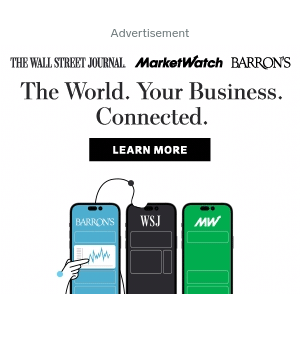 Advertisement
THE WALL STREET JOURNAL. MarketWatch BARRON'S
The World. Your Business.
Connected.
LEARN MORE
BARRON'S WSJ MW